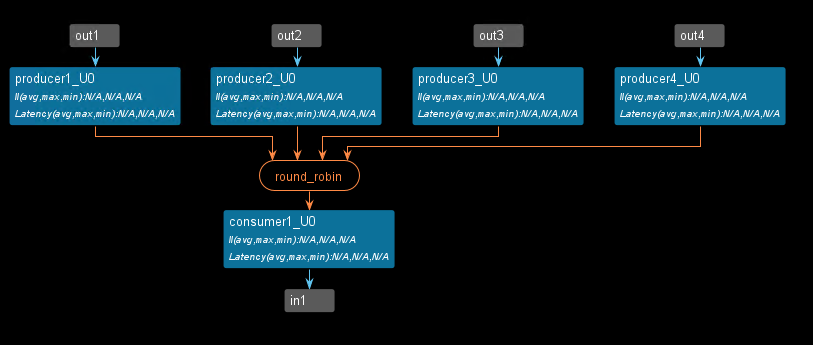 out1
out2
out3
out4
producer1_U0
II(avg,max,min):N/A,N/A,N/A
Latency(avg,max,min):N/A,N/A,N/A
producer2_U0
II(avg,max,min):N/A,N/A,N/A
Latency(avg,max,min):N/A,N/A,N/A
producer3_U0
II(avg,max,min):N/A,N/A,N/A
Latency(avg,max,min):N/A,N/A,N/A
producer4_U0
II(avg,max,min):N/A,N/A,N/A
Latency(avg,max,min):N/A,N/A,N/A
round_robin
consumer1_U0
II(avg,max,min):N/A,N/A,N/A
Latency(avg,max,min):N/A,N/A,N/A
in1